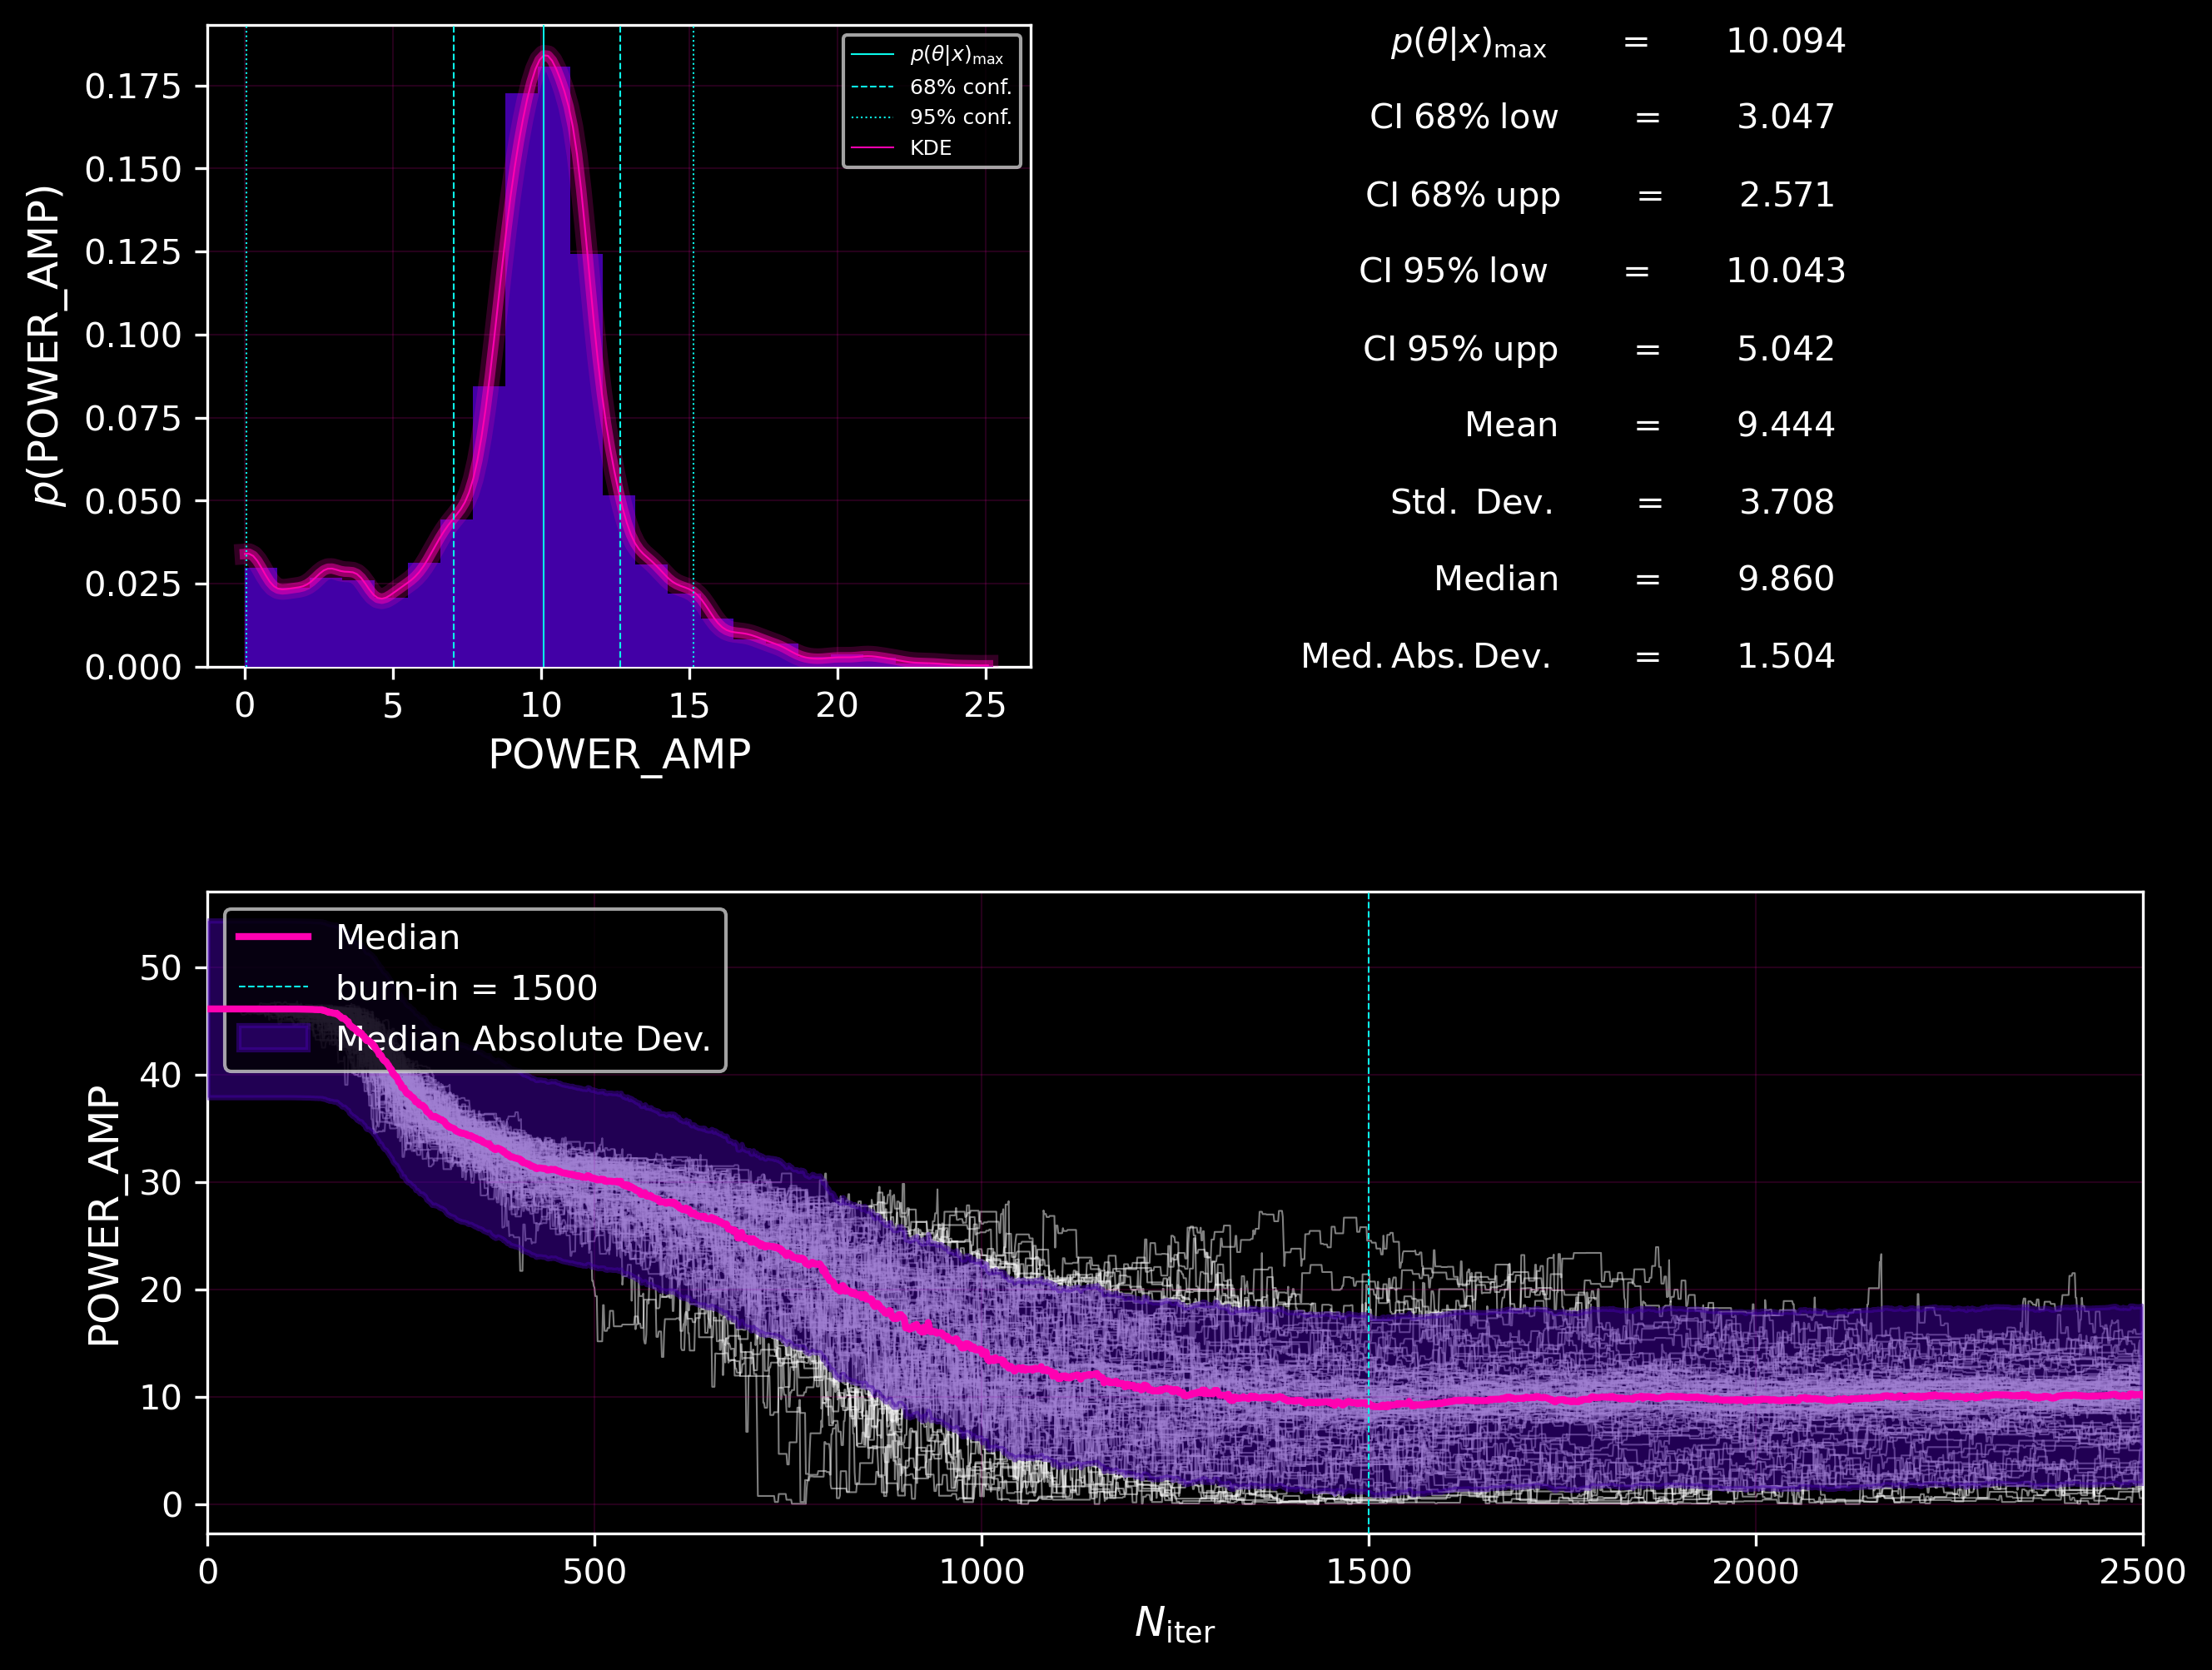 p(POWER_AMP)
0.175
0.150
0.125
0.100
0.075
0.050
0.025
0.000
0 5 10 15 20 25
POWER_AMP
p(θ|x)max
68% conf.
95% conf.
KDE
p(θ|x)max = 10.094
CI 68% low = 3.047
CI 68% upp = 2.571
CI 95% low = 10.043
CI 95% upp = 5.042
Mean = 9.444
Std. Dev. = 3.708
Median = 9.860
Med. Abs. Dev. = 1.504
POWER_AMP
50
40
30
20
10
0
Median
burn-in = 1500
Median Absolute Dev.
0 500 1000 1500 2000 2500
Niter